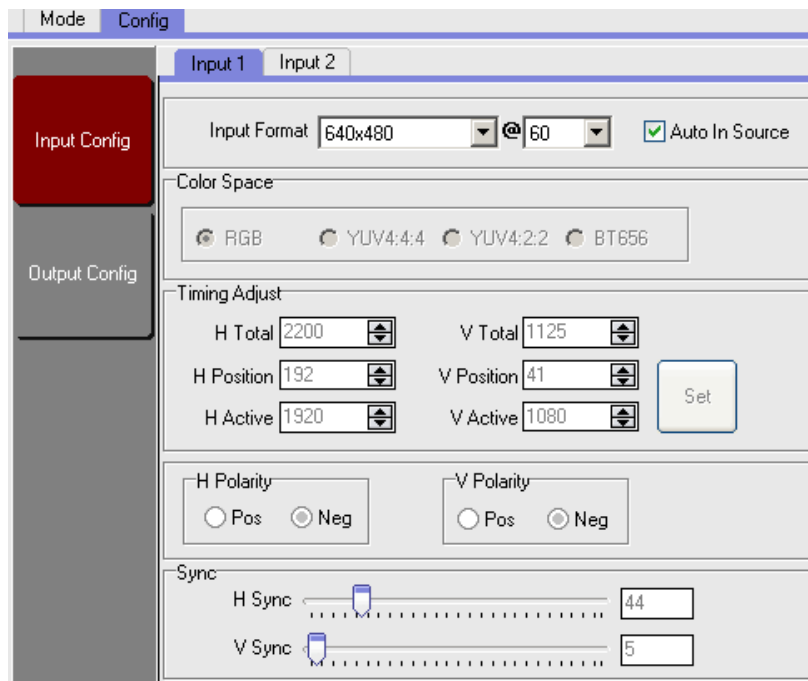 Mode Config
Input 1 Input 2
Input Config
Input Format 640x480 @ 60 Auto In Source
Color Space
RGB YUV4:4:4 YUV4:2:2 BT656
Output Config
Timing Adjust
H Total 2200 V Total 1125
H Position 192 V Position 41
Set
H Active 1920 V Active 1080
H Polarity V Polarity
Pos Neg Pos Neg
Sync
H Sync 44
V Sync 5